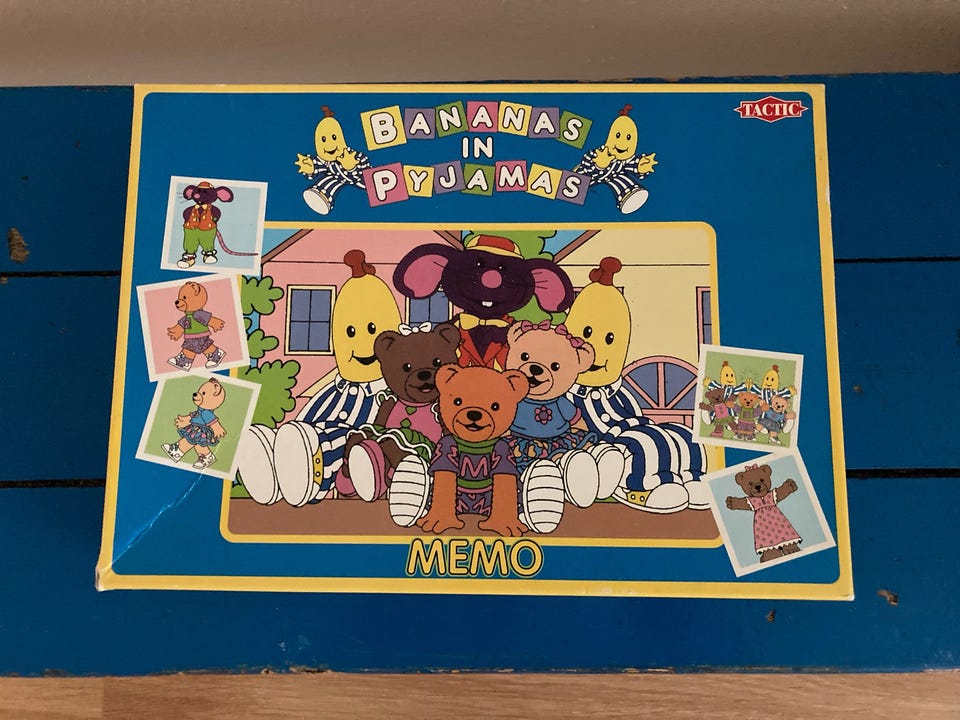 BANANAS
IN
PYJAMAS
TACTIC
M
MEMO